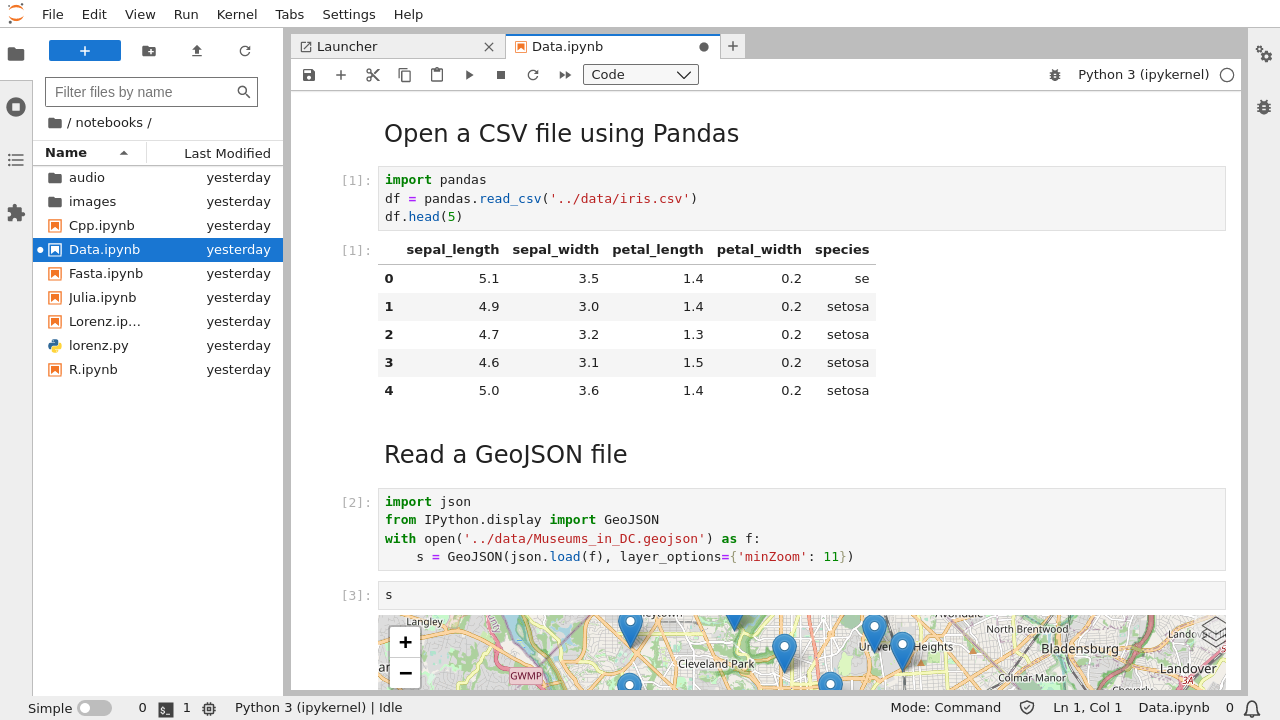 File Edit View Run Kernel Tabs Settings Help
Launcher
Data.ipynb
Code
Python 3 (ipykernel)
Filter files by name
/ notebooks /
Name Last Modified
audio yesterday
images yesterday
Cpp.ipynb yesterday
Data.ipynb yesterday
Fasta.ipynb yesterday
Julia.ipynb yesterday
Lorenz.ip... yesterday
lorenz.py yesterday
R.ipynb yesterday
Open a CSV file using Pandas
[1]:
import pandas
df = pandas.read_csv('../data/iris.csv')
df.head(5)
[1]:
sepal_length sepal_width petal_length petal_width species
0 5.1 3.5 1.4 0.2 se
1 4.9 3.0 1.4 0.2 setosa
2 4.7 3.2 1.3 0.2 setosa
3 4.6 3.1 1.5 0.2 setosa
4 5.0 3.6 1.4 0.2 setosa
Read a GeoJSON file
[2]:
import json
from IPython.display import GeoJSON
with open('../data/Museums_in_DC.geojson') as f:
    s = GeoJSON(json.load(f), layer_options={'minZoom': 11})
[3]:
s
Langley
North Brentwood
+
Heights
Bladensburg
Cleveland Park
Landover
GWMP
Colmar Manor
−
Simple 0 1 Python 3 (ipykernel) | Idle Mode: Command Ln 1, Col 1 Data.ipynb 0